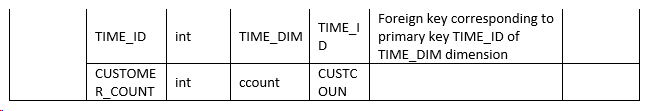 TIME_ID int TIME_DIM TIME_I
D Foreign key corresponding to
primary key TIME_ID of
TIME_DIM dimension
CUSTOME
R_COUNT int ccount CUSTC
OUN